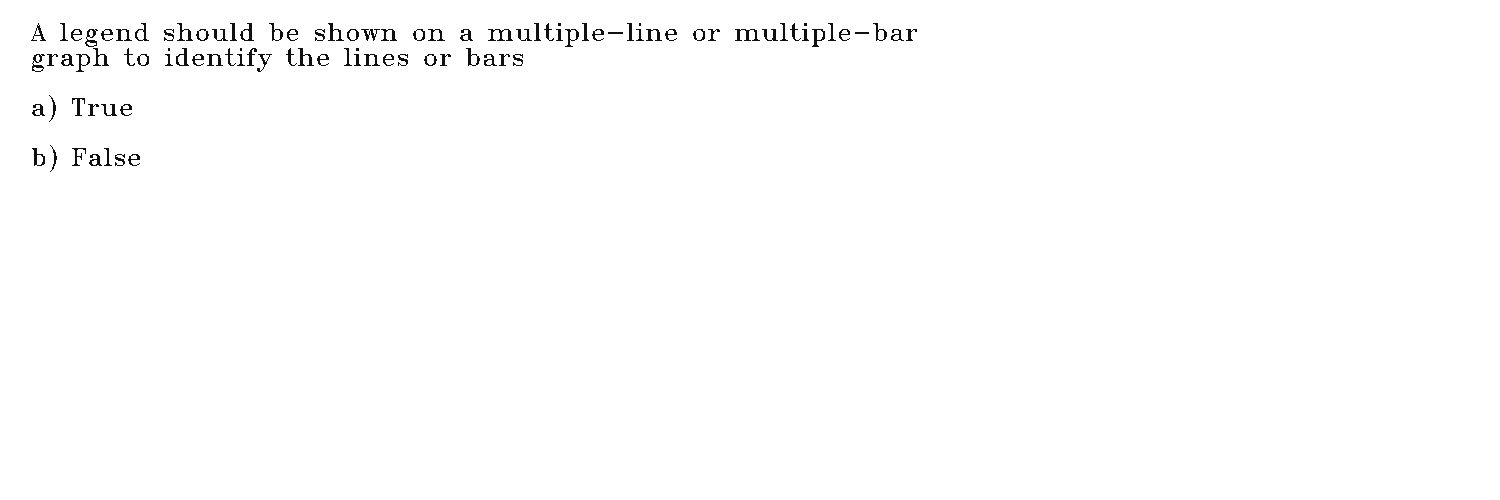 A legend should be shown on a multiple-line or multiple-bar
graph to identify the lines or bars
a) True
b) False